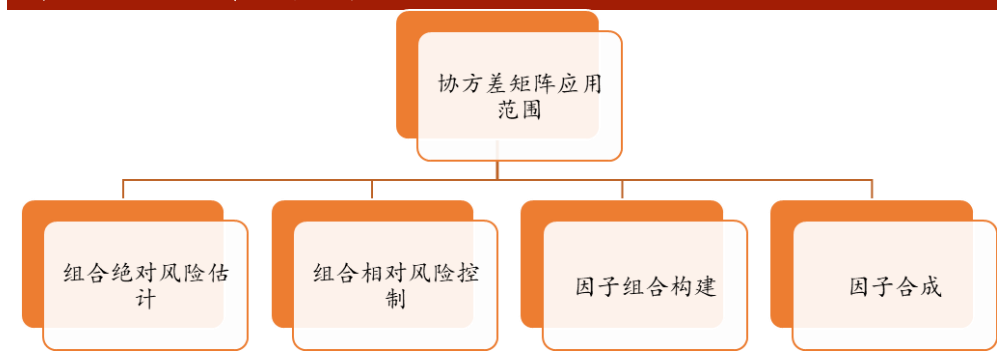 协方差矩阵应用
范围
组合绝对风险估
计
组合相对风险控
制
因子组合构建
因子合成